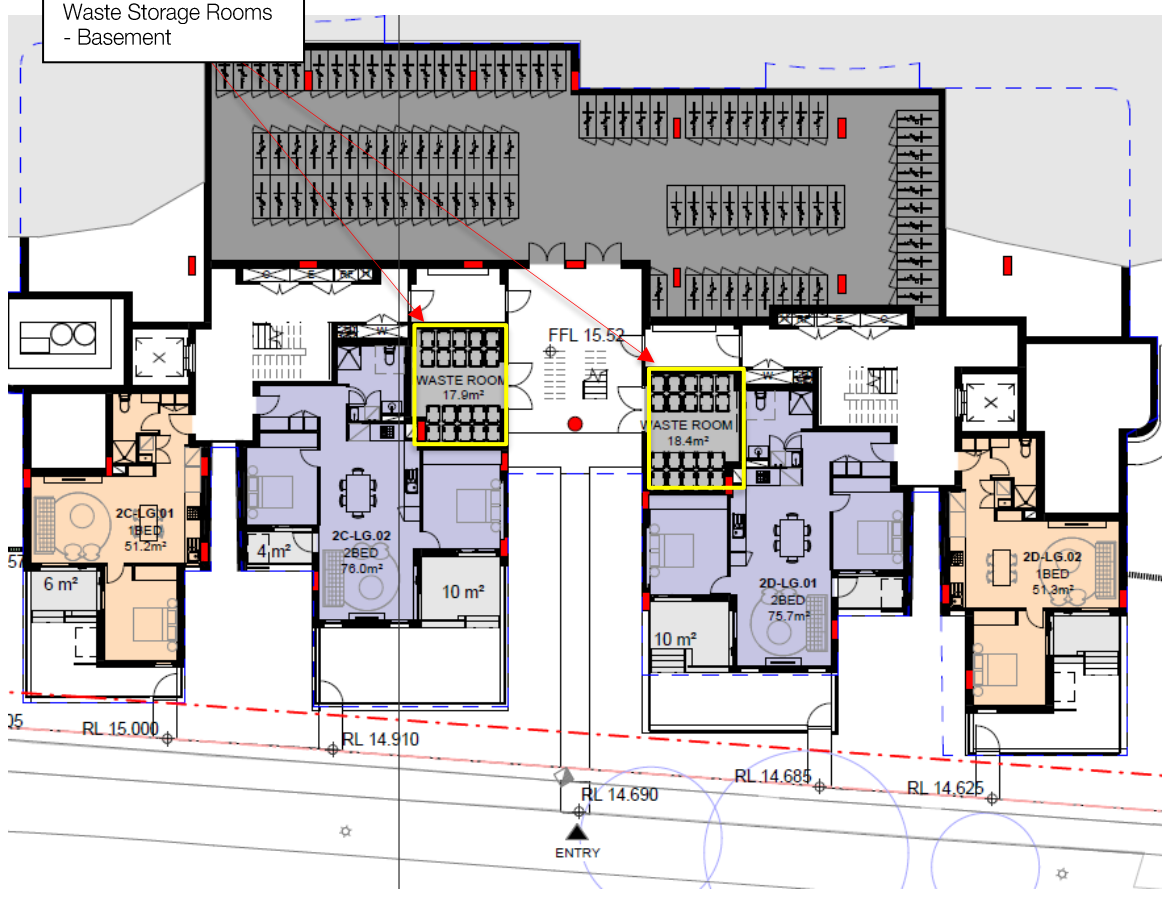 Waste Storage Rooms
- Basement
C
E
RF
FFL 15.52
W
WASTE ROOM
17.9m²
WASTE ROOM
18.4m²
E
C
W
2C-LG.01
1BED
51.2m²
2C-LG.02
2BED
76.0m²
4 m²
6 m²
10 m²
2D-LG.01
2BED
75.7m²
2D-LG.02
1BED
51.3m²
10 m²
57
05
RL 15.000
RL 14.910
RL 14.685
RL 14.625
RL 14.690
ENTRY